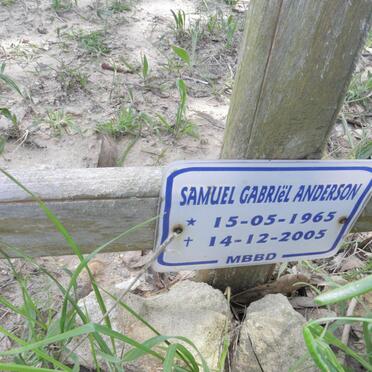 SAMUEL GABRIëL ANDERSON
★ 15-05-1965
† 14-12-2005
MBBD